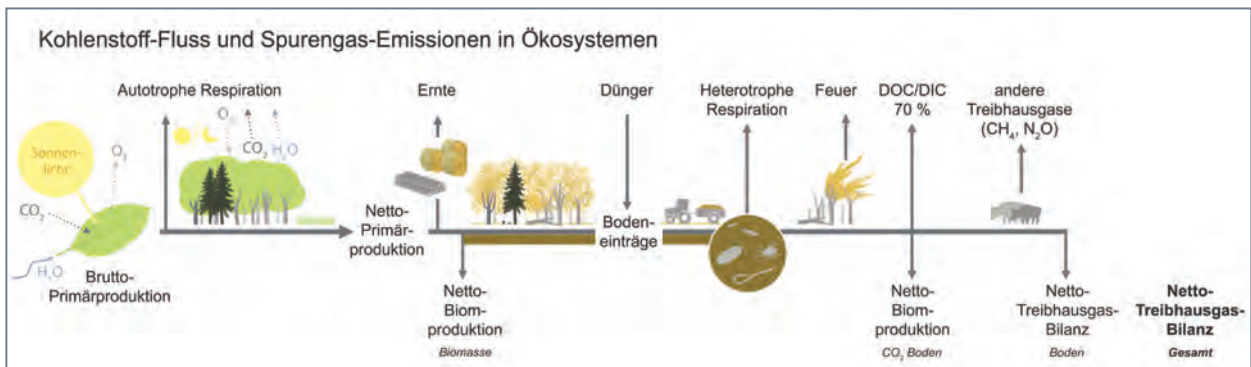 Kohlenstoff-Fluss und Spurengas-Emissionen in Ökosystemen
Autotrophe Respiration
Ernte
Dünger
Heterotrophe
Respiration
Feuer
DOC/DIC
70 %
andere
Treibhausgase
(CH₄, N₂O)
Sonnen-
licht
O₂
CO₂
H₂O
Brutto-
Primärproduktion
O₂
CO₂
H₂O
Netto-
Primär-
produktion
Boden-
einträge
Netto-
Biom-
produktion
Biomasse
Netto-
Biom-
produktion
CO₂ Boden
Netto-
Treibhausgas-
Bilanz
Boden
Netto-
Treibhausgas-
Bilanz
Gesamt